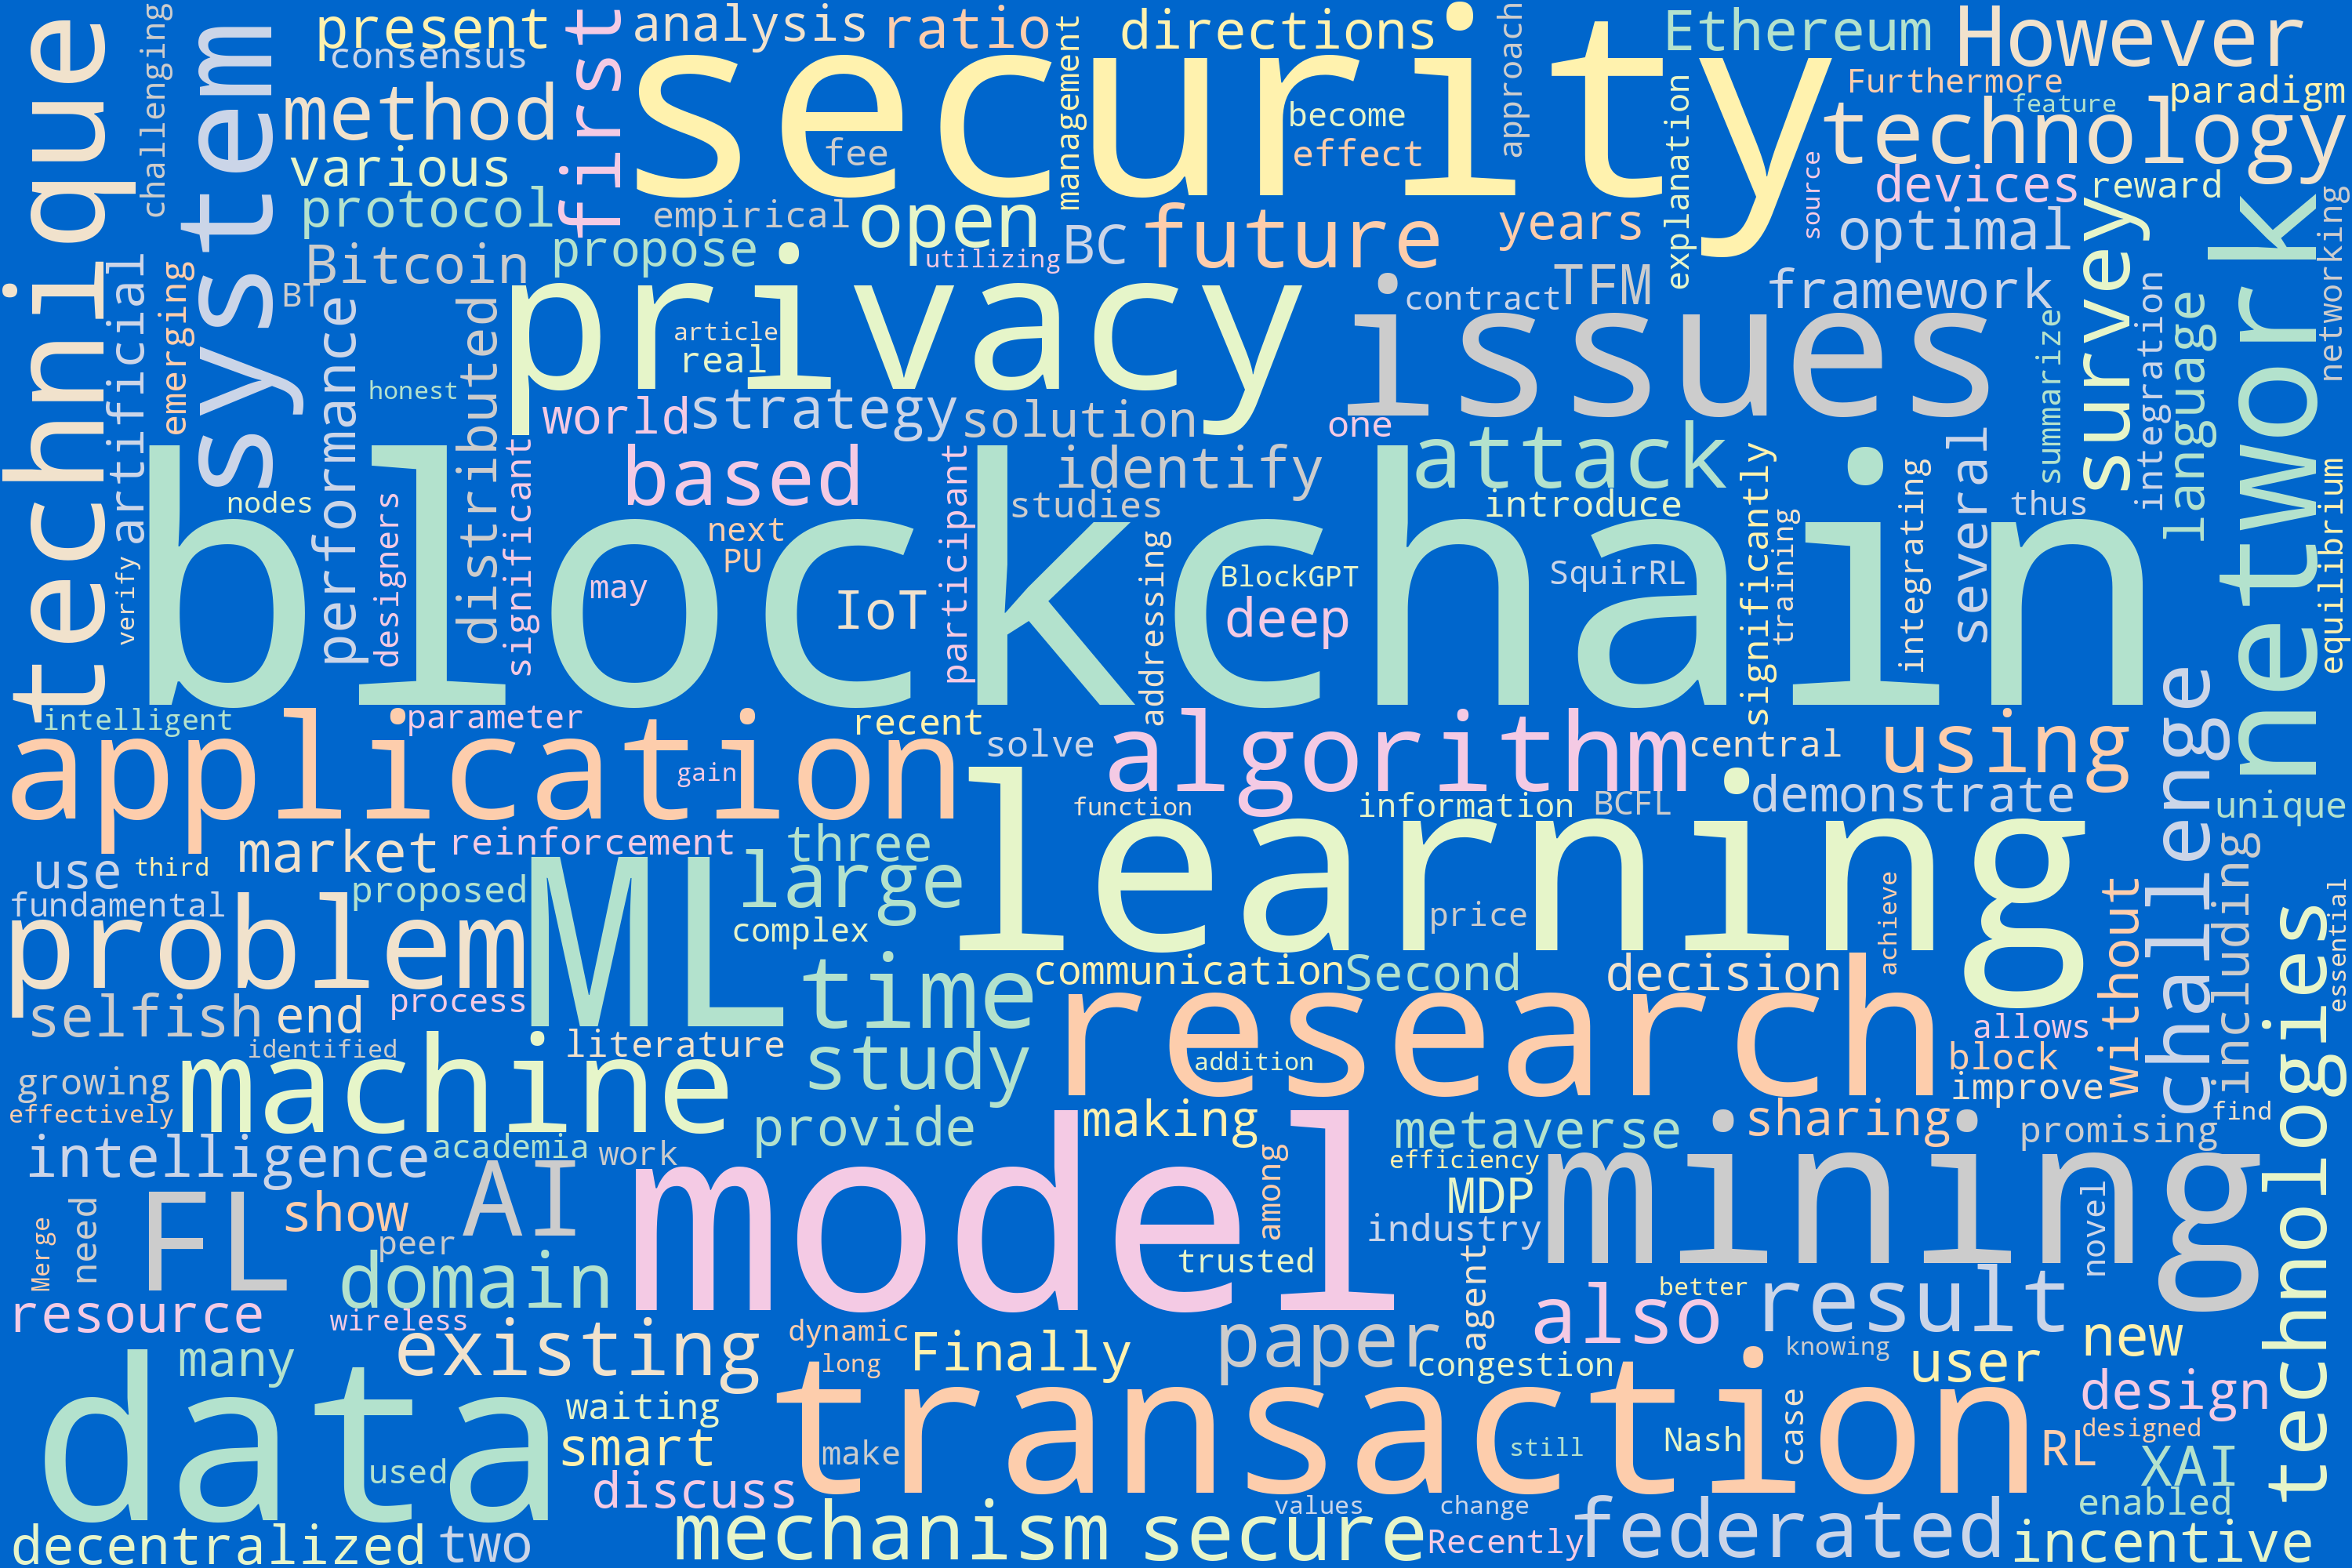 technique
challenging
system
present
consensus
method
various
protocol
Bitcoin
BT
first
analysis
ratio
security
management
directions
approach
Ethereum
However
Furthermore
feature
paradigm
technology
fee
become
effect
explanation
source
devices
reward
networking
empirical
open
propose
utilizing
BC
future
years
optimal
survey
network
artificial
emerging
performance
distributed
honest
privacy
article
real
issues
contract
TFM
framework
summarize
integration
language
world
strategy
solution
one
attack
blockchain
nodes
verify
designers
significant
based
next
PU
may
IoT
participant
identify
studies
addressing
introduce
BlockGPT
deep
SquirRL
significantly
training
integrating
several
thus
equilibrium
intelligent
parameter
application
gain
recent
solve
algorithm
central
using
challenge
function
information
BCFL
demonstrate
unique
learning
market
reinforcement
three
use
third
proposed
large
fundamental
ML
complex
price
achieve
without
including
essential
problem
time
communication
Second
decision
technologies
selfish
end
process
research
identified
literature
study
addition
allows
block
improve
growing
effectively
machine
provide
making
metaverse
sharing
promising
find
intelligence
academia
work
model
among
efficiency
MDP
mining
novel
FL
show
AI
Merge
need
peer
domain
trusted
industry
agent
better
result
also
resource
wireless
existing
dynamic
long
Finally
paper
congestion
knowing
user
new
many
data
used
waiting
smart
transaction
make
still
Nash
case
design
designed
RL
XAI
discuss
values
change
enabled
decentralized
two
mechanism
secure
Recently
federated
incentive